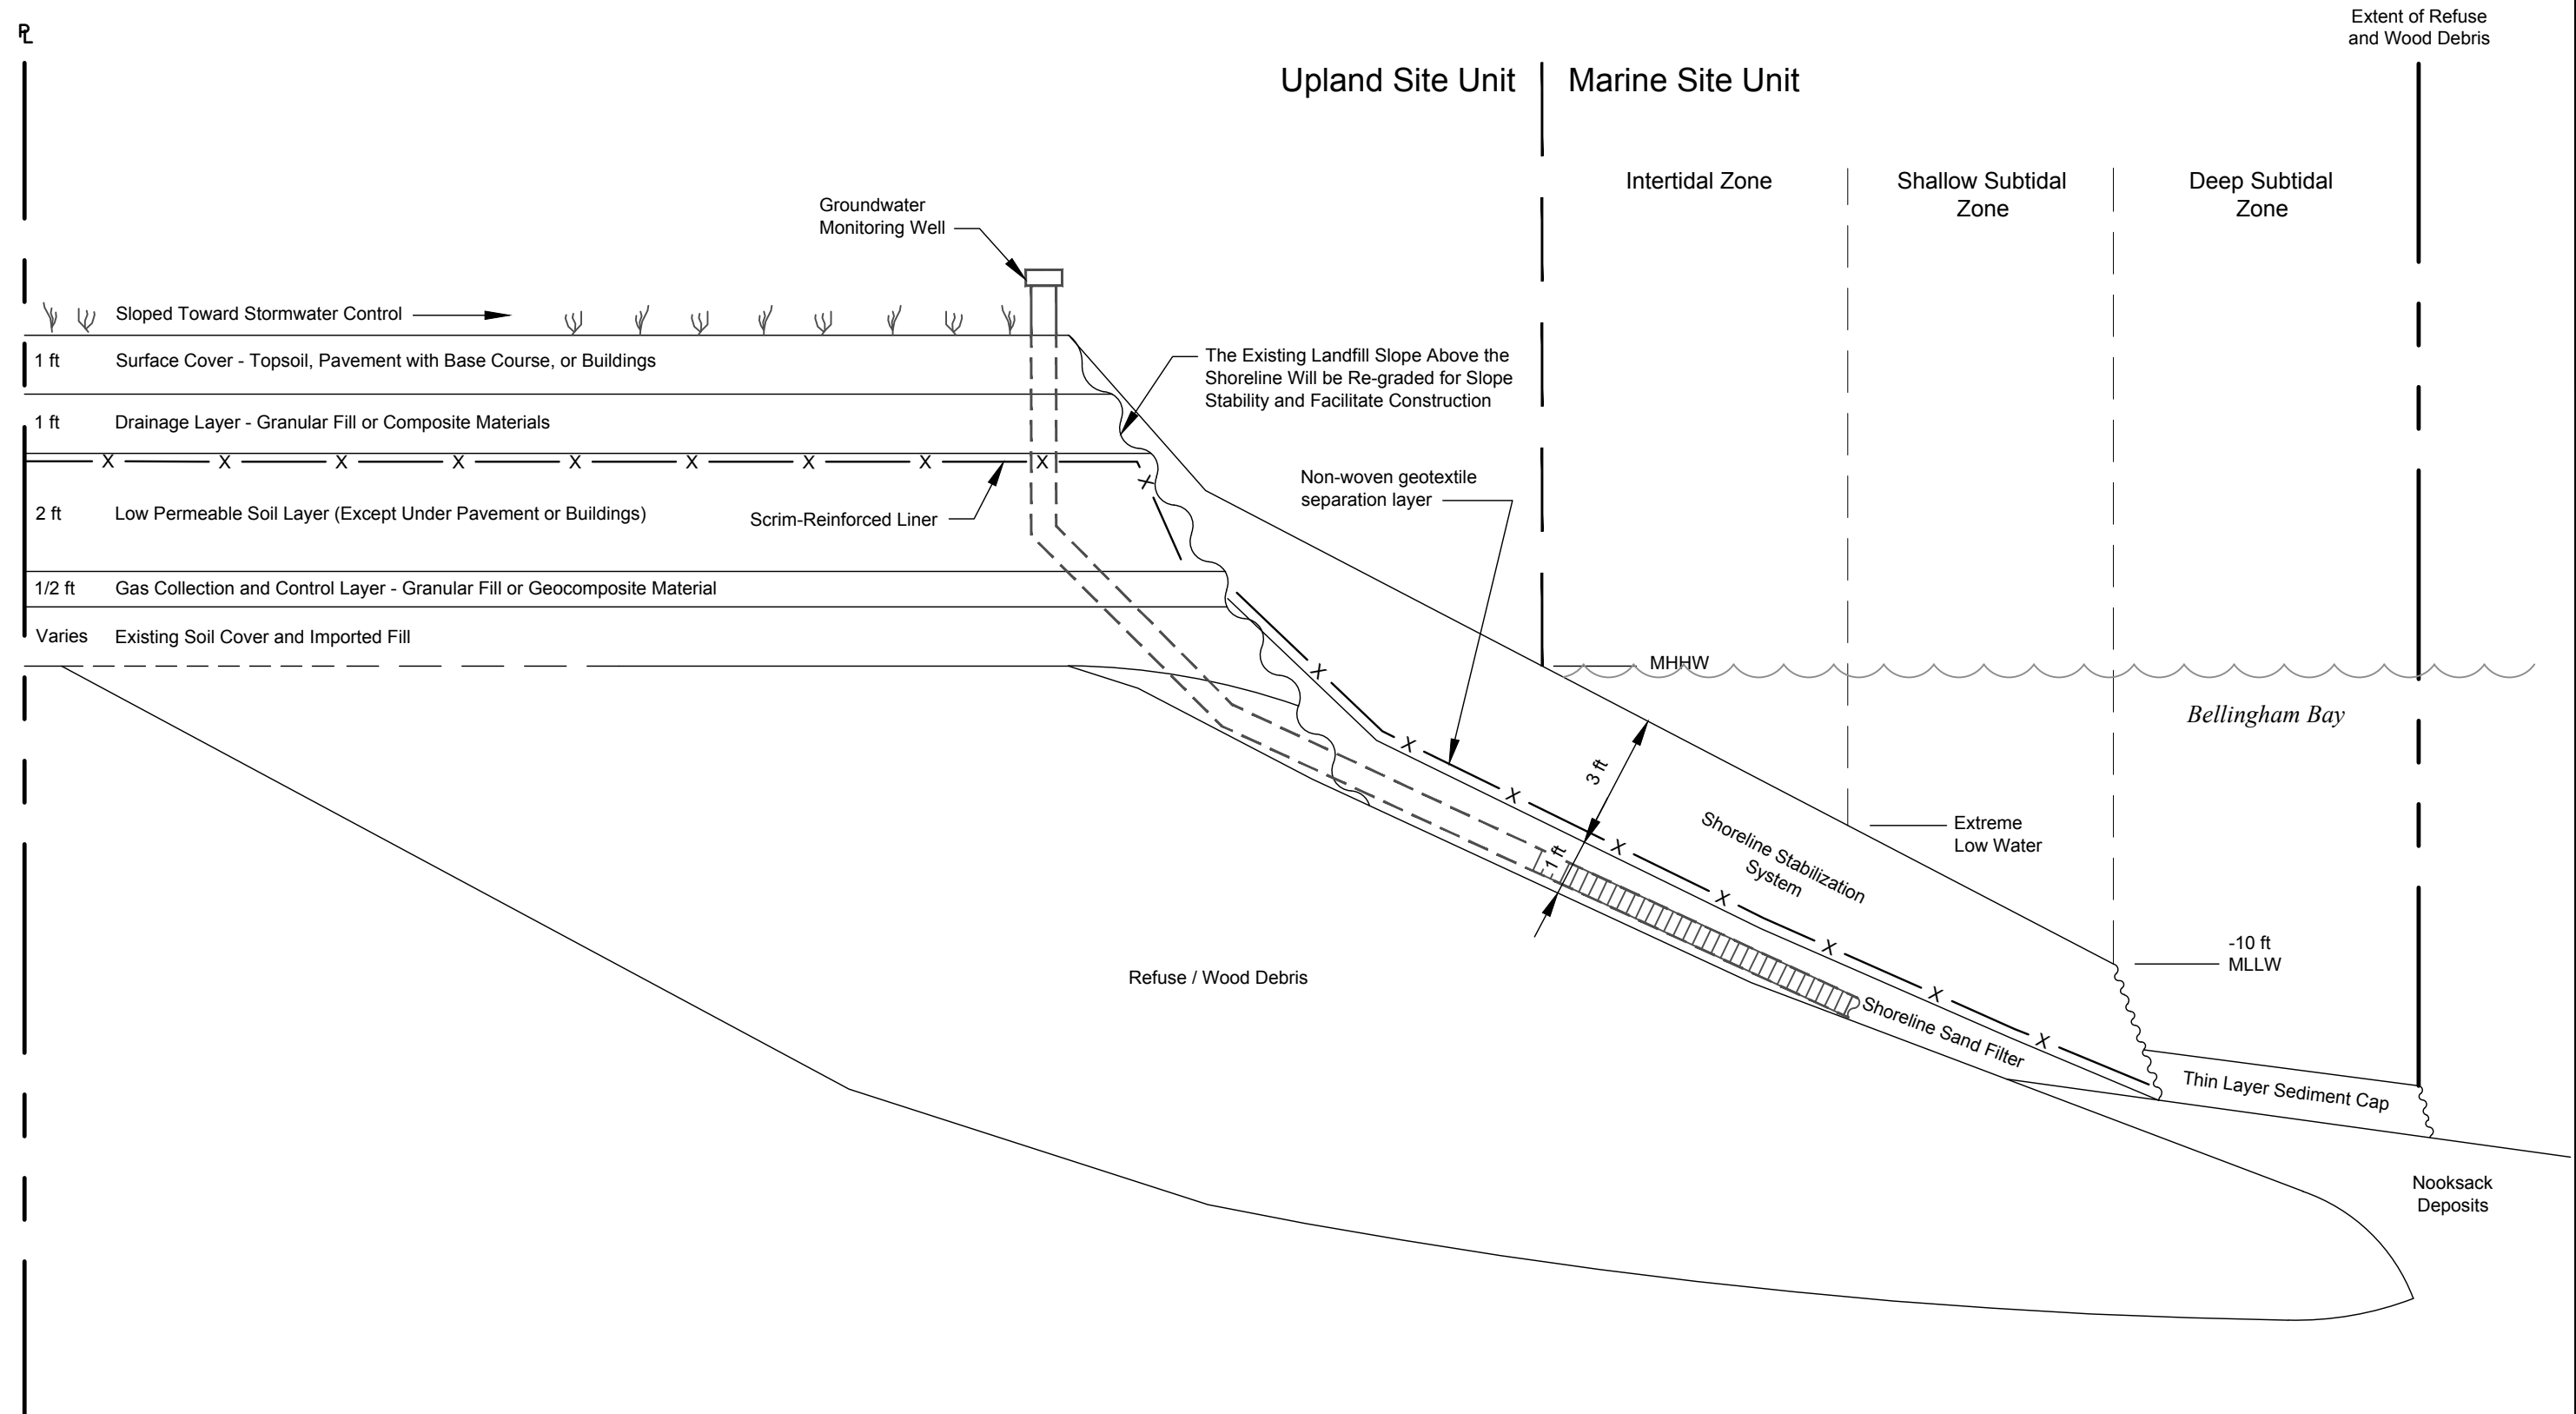 PL
Extent of Refuse
and Wood Debris
Upland Site Unit
Marine Site Unit
Intertidal Zone
Shallow Subtidal
Zone
Deep Subtidal
Zone
Groundwater
Monitoring Well
Sloped Toward Stormwater Control
1 ft Surface Cover - Topsoil, Pavement with Base Course, or Buildings
The Existing Landfill Slope Above the
Shoreline Will be Re-graded for Slope
Stability and Facilitate Construction
1 ft Drainage Layer - Granular Fill or Composite Materials
X X X X X X X X X
X
Non-woven geotextile
separation layer
2 ft Low Permeable Soil Layer (Except Under Pavement or Buildings)
Scrim-Reinforced Liner
1/2 ft Gas Collection and Control Layer - Granular Fill or Geocomposite Material
Varies Existing Soil Cover and Imported Fill
MHHW
X
Bellingham Bay
X
X
3 ft
X
1 ft
Shoreline Stabilization
System
Extreme
Low Water
X
X
-10 ft
MLLW
Refuse / Wood Debris
X
X
Shoreline Sand Filter
Thin Layer Sediment Cap
Nooksack
Deposits